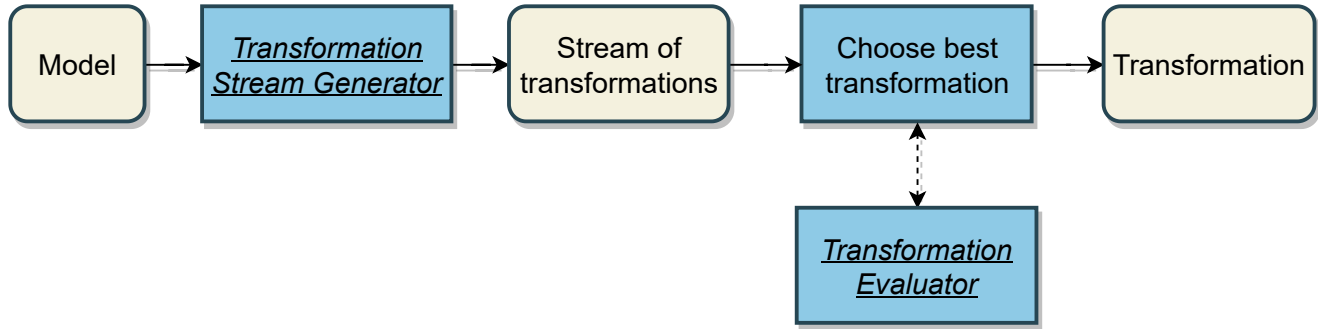 Model
Transformation
Stream Generator
Stream of
transformations
Choose best
transformation
Transformation
Transformation
Evaluator